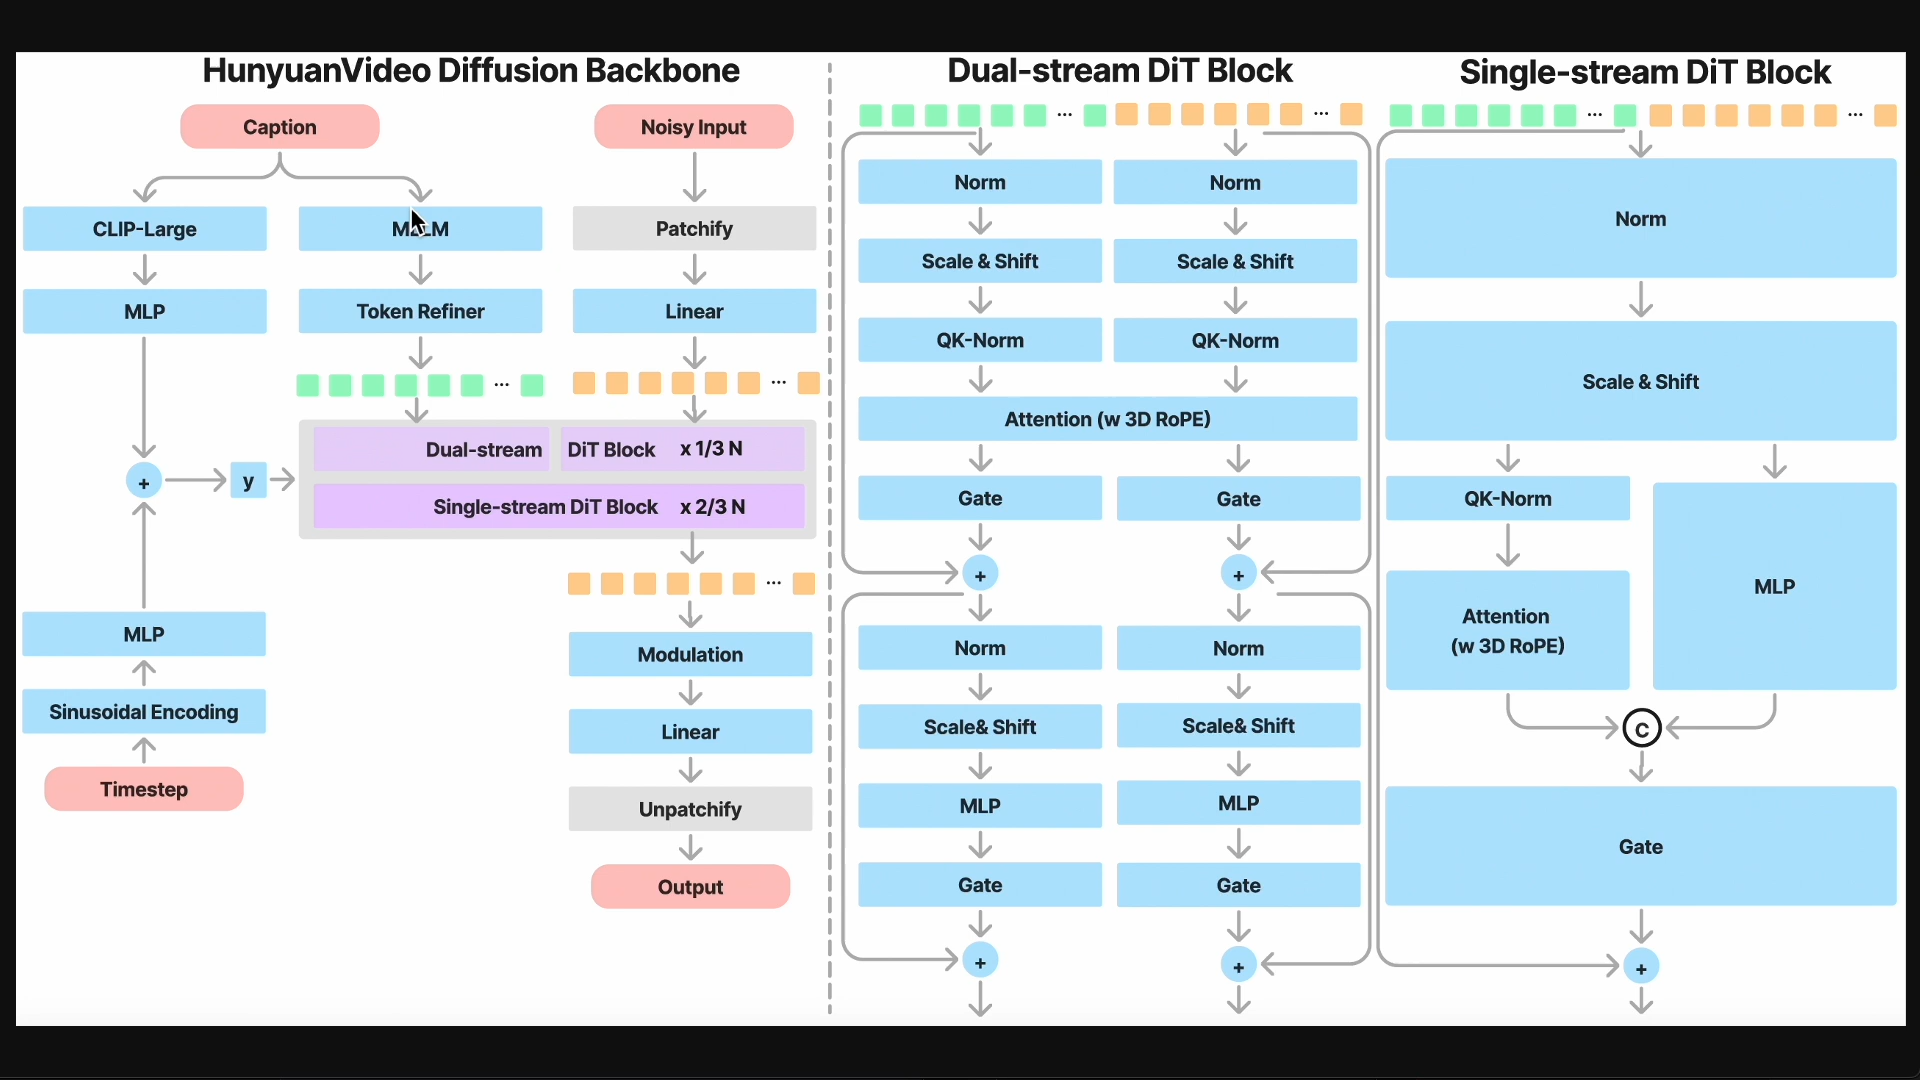 HunyuanVideo Diffusion Backbone
Caption
Noisy Input
CLIP-Large
Patchify
MLP
Token Refiner
Linear
...
...
Dual-stream DiT Block x 1/3 N
+
y
Single-stream DiT Block x 2/3 N
...
MLP
Modulation
Sinusoidal Encoding
Linear
Timestep
Unpatchify
Output
Dual-stream DiT Block
...
...
Norm
Norm
Scale & Shift
Scale & Shift
QK-Norm
QK-Norm
Attention (w 3D RoPE)
Gate
Gate
+
+
Norm
Norm
Scale& Shift
Scale& Shift
MLP
MLP
Gate
Gate
+
+
Single-stream DiT Block
...
...
Norm
Scale & Shift
QK-Norm
MLP
Attention
(w 3D RoPE)
C
Gate
+